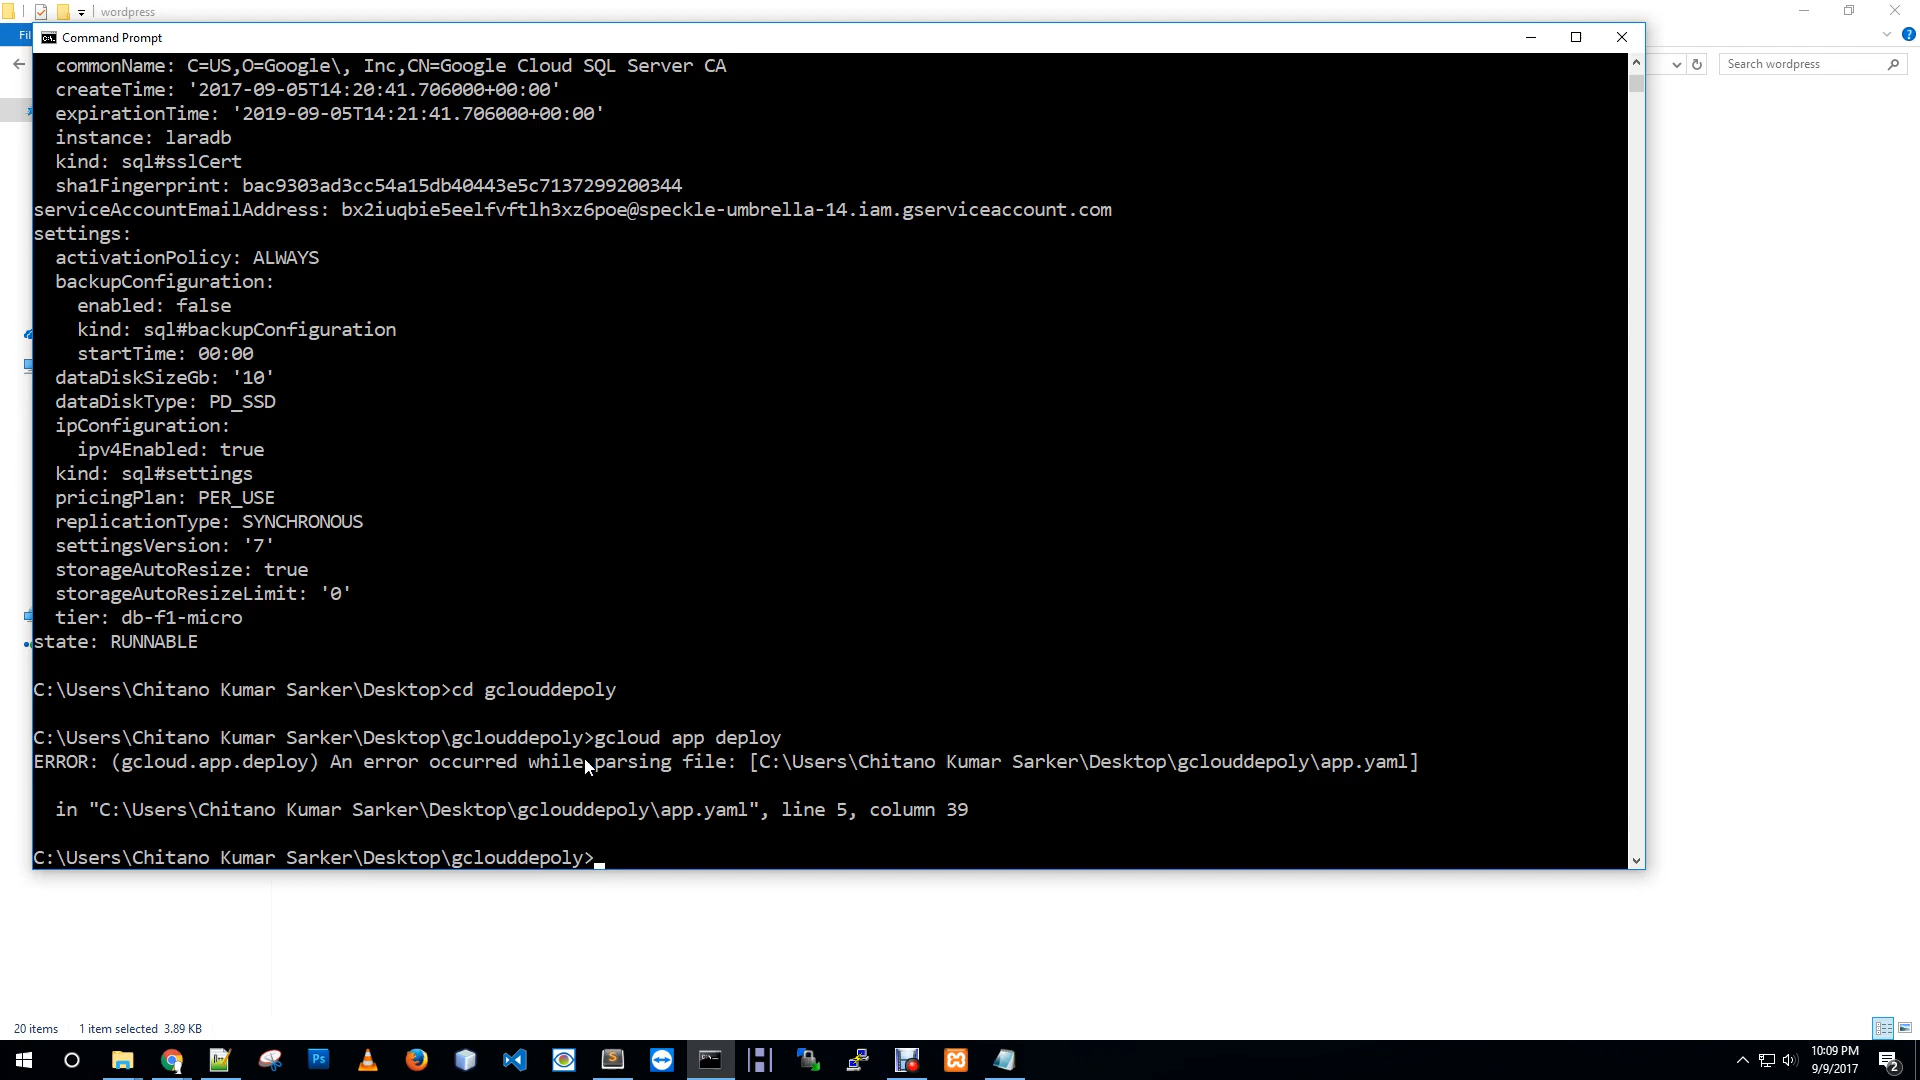 wordpress
Fil
Command Prompt
Search wordpress
commonName: C=US,O=Google\, Inc,CN=Google Cloud SQL Server CA
createTime: '2017-09-05T14:20:41.706000+00:00'
expirationTime: '2019-09-05T14:21:41.706000+00:00'
instance: laradb
kind: sql#sslCert
sha1Fingerprint: bac9303ad3cc54a15db40443e5c7137299200344
serviceAccountEmailAddress: bx2iuqbie5eelfvftlh3xz6poe@speckle-umbrella-14.iam.gserviceaccount.com
settings:
activationPolicy: ALWAYS
backupConfiguration:
enabled: false
kind: sql#backupConfiguration
startTime: 00:00
dataDiskSizeGb: '10'
dataDiskType: PD_SSD
ipConfiguration:
ipv4Enabled: true
kind: sql#settings
pricingPlan: PER_USE
replicationType: SYNCHRONOUS
settingsVersion: '7'
storageAutoResize: true
storageAutoResizeLimit: '0'
tier: db-f1-micro
state: RUNNABLE
C:\Users\Chitano Kumar Sarker\Desktop>cd gclouddepoly
C:\Users\Chitano Kumar Sarker\Desktop\gclouddepoly>gcloud app deploy
ERROR: (gcloud.app.deploy) An error occurred while parsing file: [C:\Users\Chitano Kumar Sarker\Desktop\gclouddepoly\app.yaml]
in "C:\Users\Chitano Kumar Sarker\Desktop\gclouddepoly\app.yaml", line 5, column 39
C:\Users\Chitano Kumar Sarker\Desktop\gclouddepoly>
20 items 1 item selected 3.89 KB
10:09 PM
9/9/2017
2